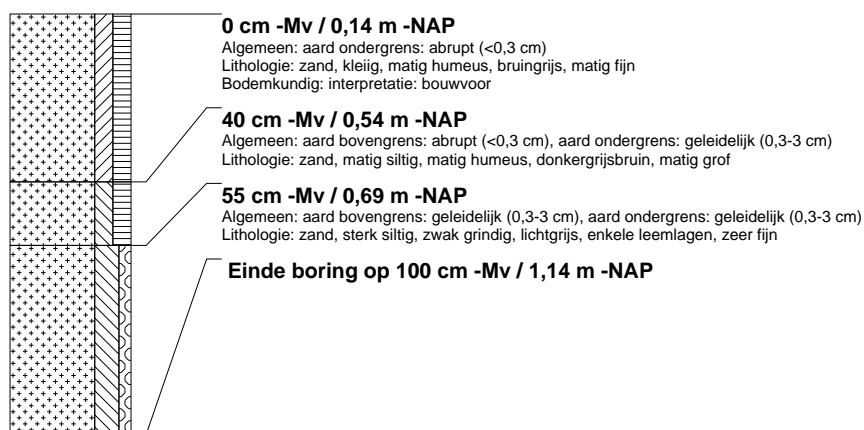 0 cm -Mv / 0,14 m -NAP
Algemeen: aard ondergrens: abrupt (<0,3 cm)
Lithologie: zand, kleiig, matig humeus, bruingrijs, matig fijn
Bodemkundig: interpretatie: bouwvoor
40 cm -Mv / 0,54 m -NAP
Algemeen: aard bovengrens: abrupt (<0,3 cm), aard ondergrens: geleidelijk (0,3-3 cm)
Lithologie: zand, matig siltig, matig humeus, donkergrijsbruin, matig grof
55 cm -Mv / 0,69 m -NAP
Algemeen: aard bovengrens: geleidelijk (0,3-3 cm), aard ondergrens: geleidelijk (0,3-3 cm)
Lithologie: zand, sterk siltig, zwak grindig, lichtgrijs, enkele leemlagen, zeer fijn
Einde boring op 100 cm -Mv / 1,14 m -NAP